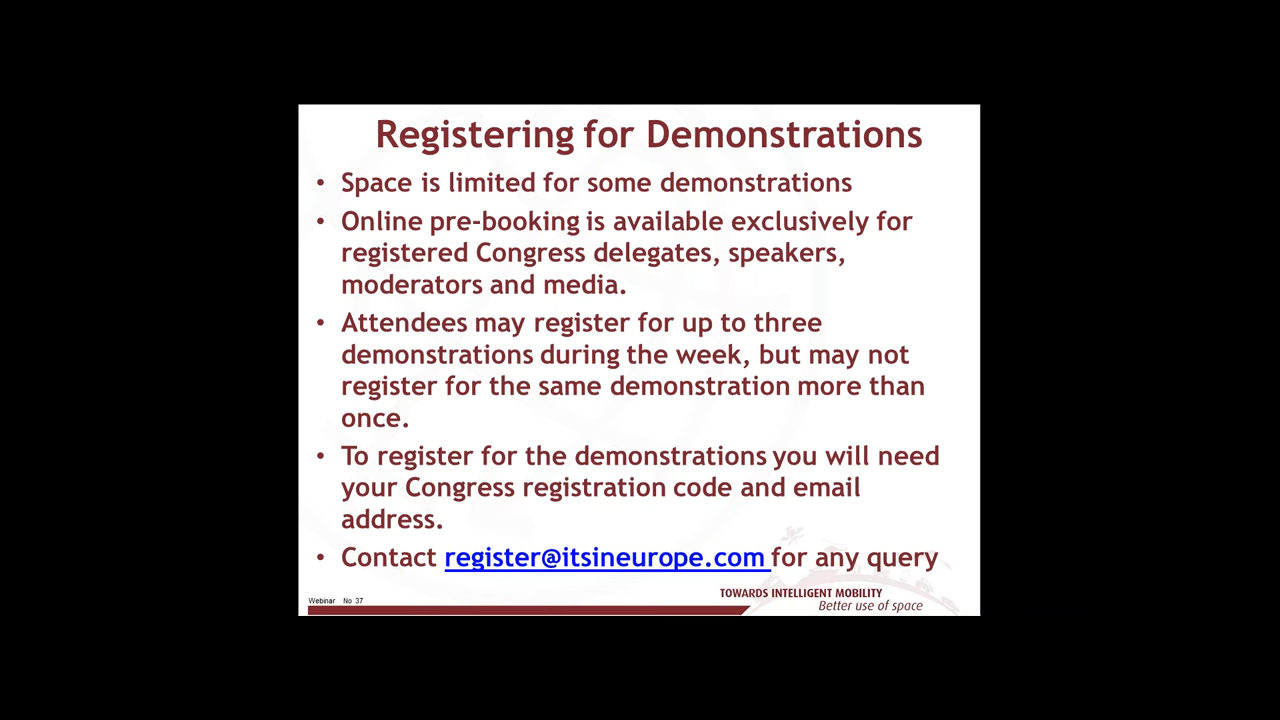 Registering for Demonstrations
• Space is limited for some demonstrations
• Online pre-booking is available exclusively for
registered Congress delegates, speakers,
moderators and media.
• Attendees may register for up to three
demonstrations during the week, but may not
register for the same demonstration more than
once.
• To register for the demonstrations you will need
your Congress registration code and email
address.
• Contact register@itsineurope.com for any query
TOWARDS INTELLIGENT MOBILITY
Better use of space
Webinar No 37